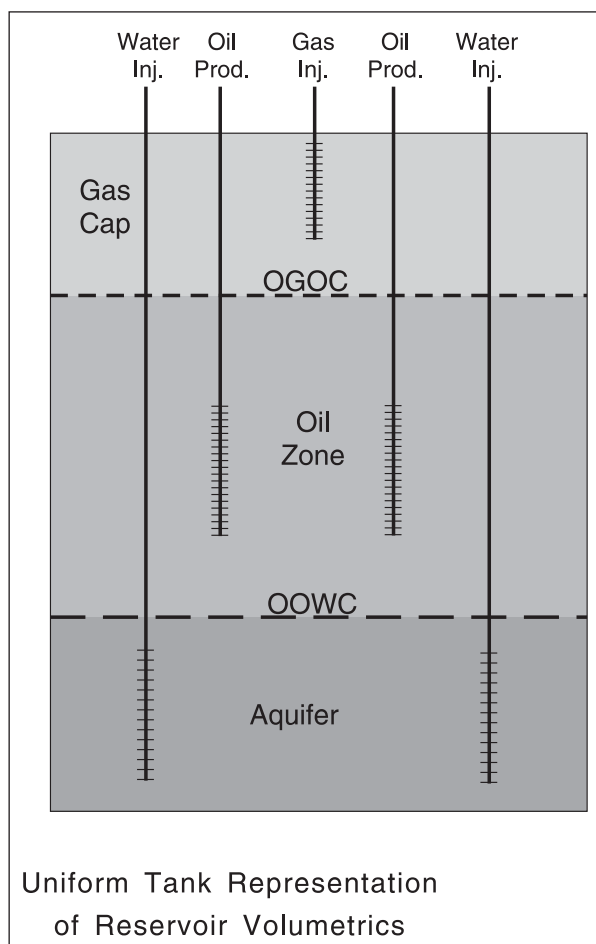 Water Oil Gas Oil Water
Inj. Prod. Inj. Prod. Inj.
Gas
Cap
OGOC
Oil
Zone
OOWC
Aquifer
Uniform Tank Representation
of Reservoir Volumetrics